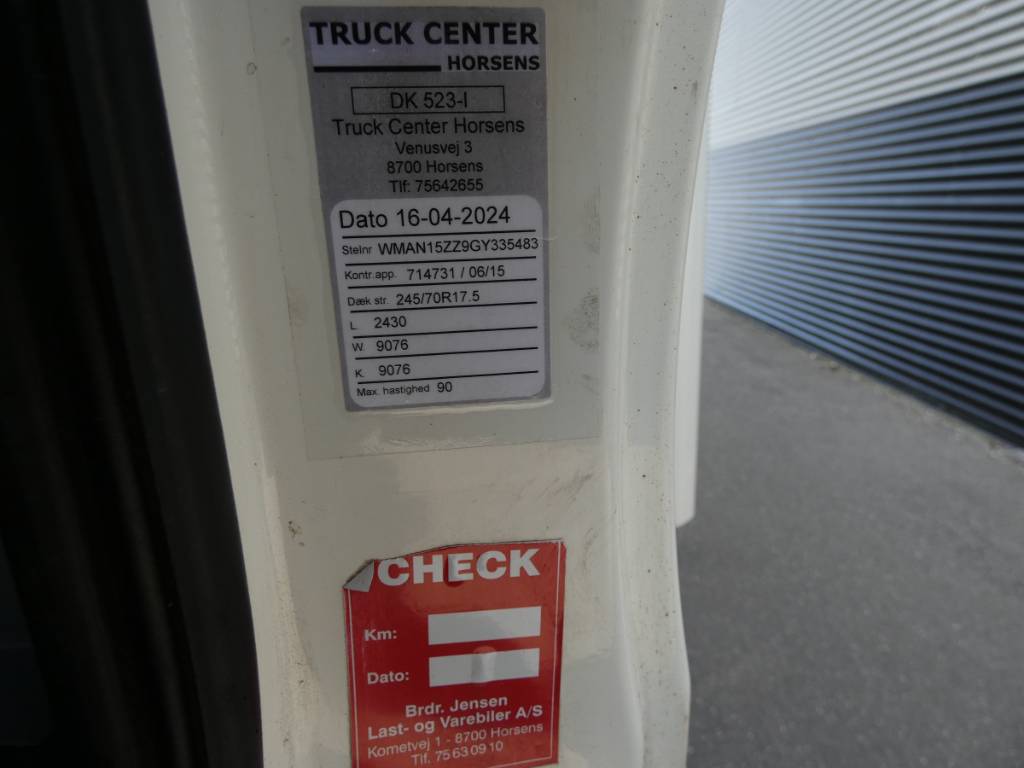 TRUCK CENTER
HORSENS
DK 523-I
Truck Center Horsens
Venusvej 3
8700 Horsens
Tlf: 75642655
Dato 16-04-2024
Stelnr WMAN15ZZ9GY335483
Kontr.app. 714731 / 06/15
Dæk str. 245/70R17.5
L. 2430
W. 9076
K. 9076
Max. hastighed 90
CHECK
Km:
Dato:
Brdr. Jensen
Last- og Varebiler A/S
Kometvej 1 - 8700 Horsens
Tlf. 75 63 09 10